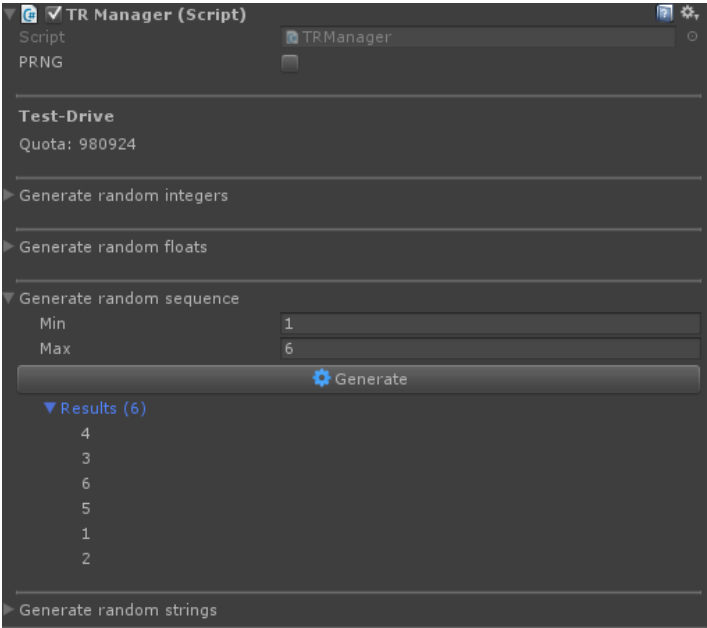 TR Manager (Script)
Script TRManager
PRNG
Test-Drive
Quota: 980924
Generate random integers
Generate random floats
Generate random sequence
Min 1
Max 6
Generate
Results (6)
4
3
6
5
1
2
Generate random strings